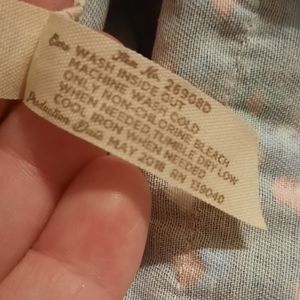 Item No. 28208D
Care WASH INSIDE OUT
MACHINE WASH COLD
ONLY NON-CHLORINE BLEACH
WHEN NEEDED TUMBLE DRY LOW
COOL IRON WHEN NEEDED
Production Date MAY 2018 RN 139040